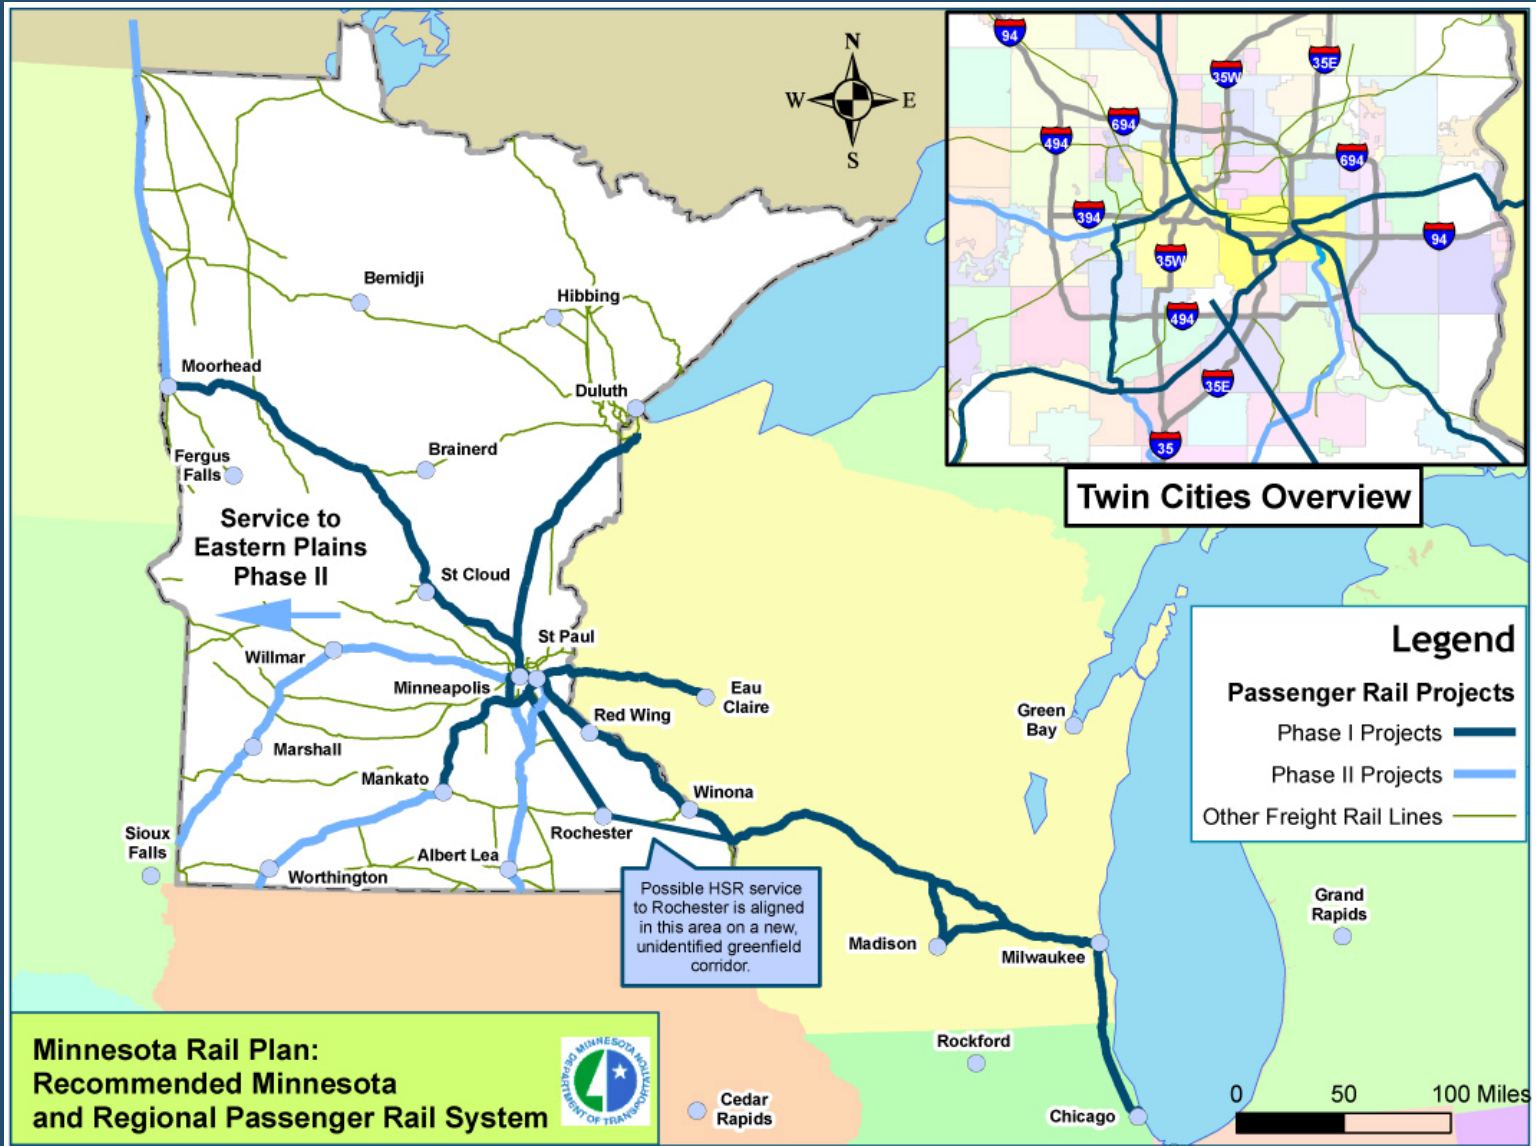 N
W
E
S
94
35W
35E
694
494
694
394
94
35W
494
35E
35
Twin Cities Overview
Bemidji
Hibbing
Moorhead
Duluth
Brainerd
Fergus
Falls
Service to
Eastern Plains
Phase II
St Cloud
St Paul
Willmar
Minneapolis
Eau
Claire
Red Wing
Green
Bay
Marshall
Mankato
Winona
Rochester
Sioux
Falls
Albert Lea
Worthington
Possible HSR service
to Rochester is aligned
in this area on a new,
unidentified greenfield
corridor.
Madison
Milwaukee
Grand
Rapids
Rockford
Cedar
Rapids
Chicago
Legend
Passenger Rail Projects
Phase I Projects
Phase II Projects
Other Freight Rail Lines
Minnesota Rail Plan:
Recommended Minnesota
and Regional Passenger Rail System
MINNESOTA
DEPARTMENT OF TRANSPORTATION
0 50 100 Miles